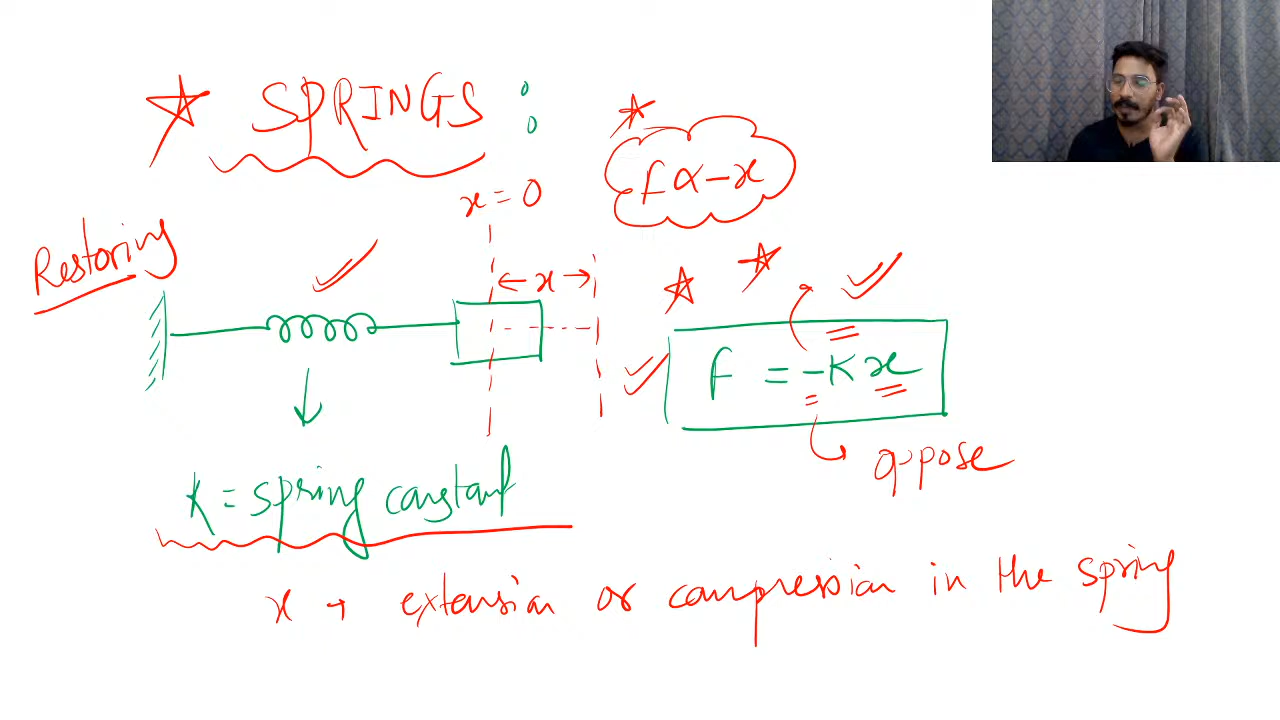 SPRINGS :
f ∝ -x
x = 0
Restoring
x
F = -Kx
oppose
K = spring constant
x → extension or compression in the spring